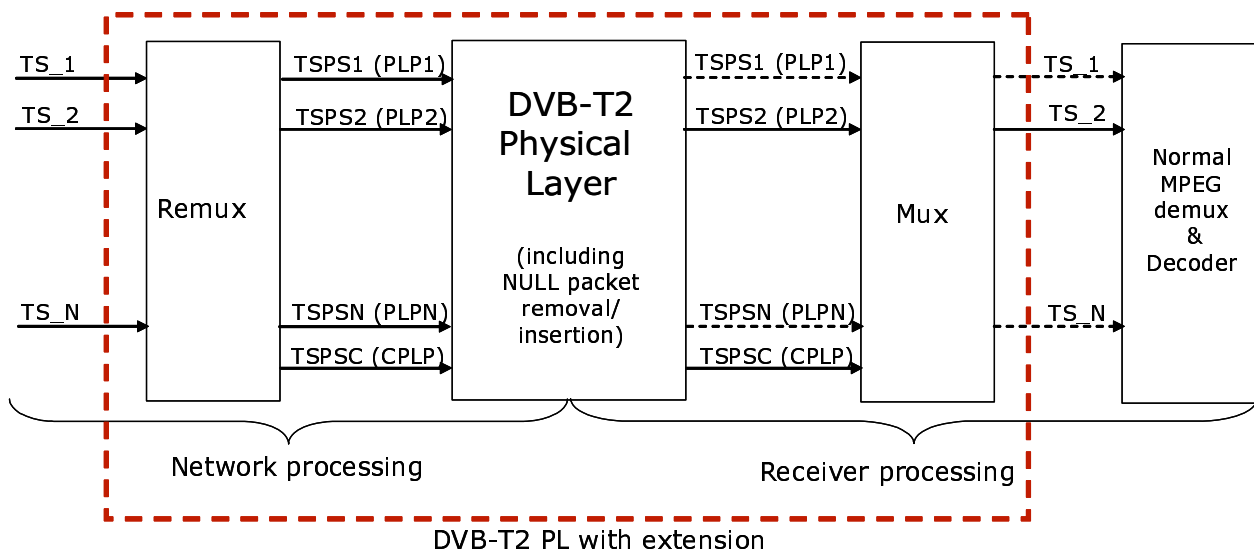 TS_1
TS_2
TS_N
Remux
TSPS1 (PLP1)
TSPS2 (PLP2)
TSPSN (PLPN)
TSPSC (CPLP)
DVB-T2
Physical
Layer
(including
NULL packet
removal/
insertion)
TSPS1 (PLP1)
TSPS2 (PLP2)
TSPSN (PLPN)
TSPSC (CPLP)
Mux
TS_1
TS_2
TS_N
Normal
MPEG
demux
&
Decoder
Network processing
Receiver processing
DVB-T2 PL with extension